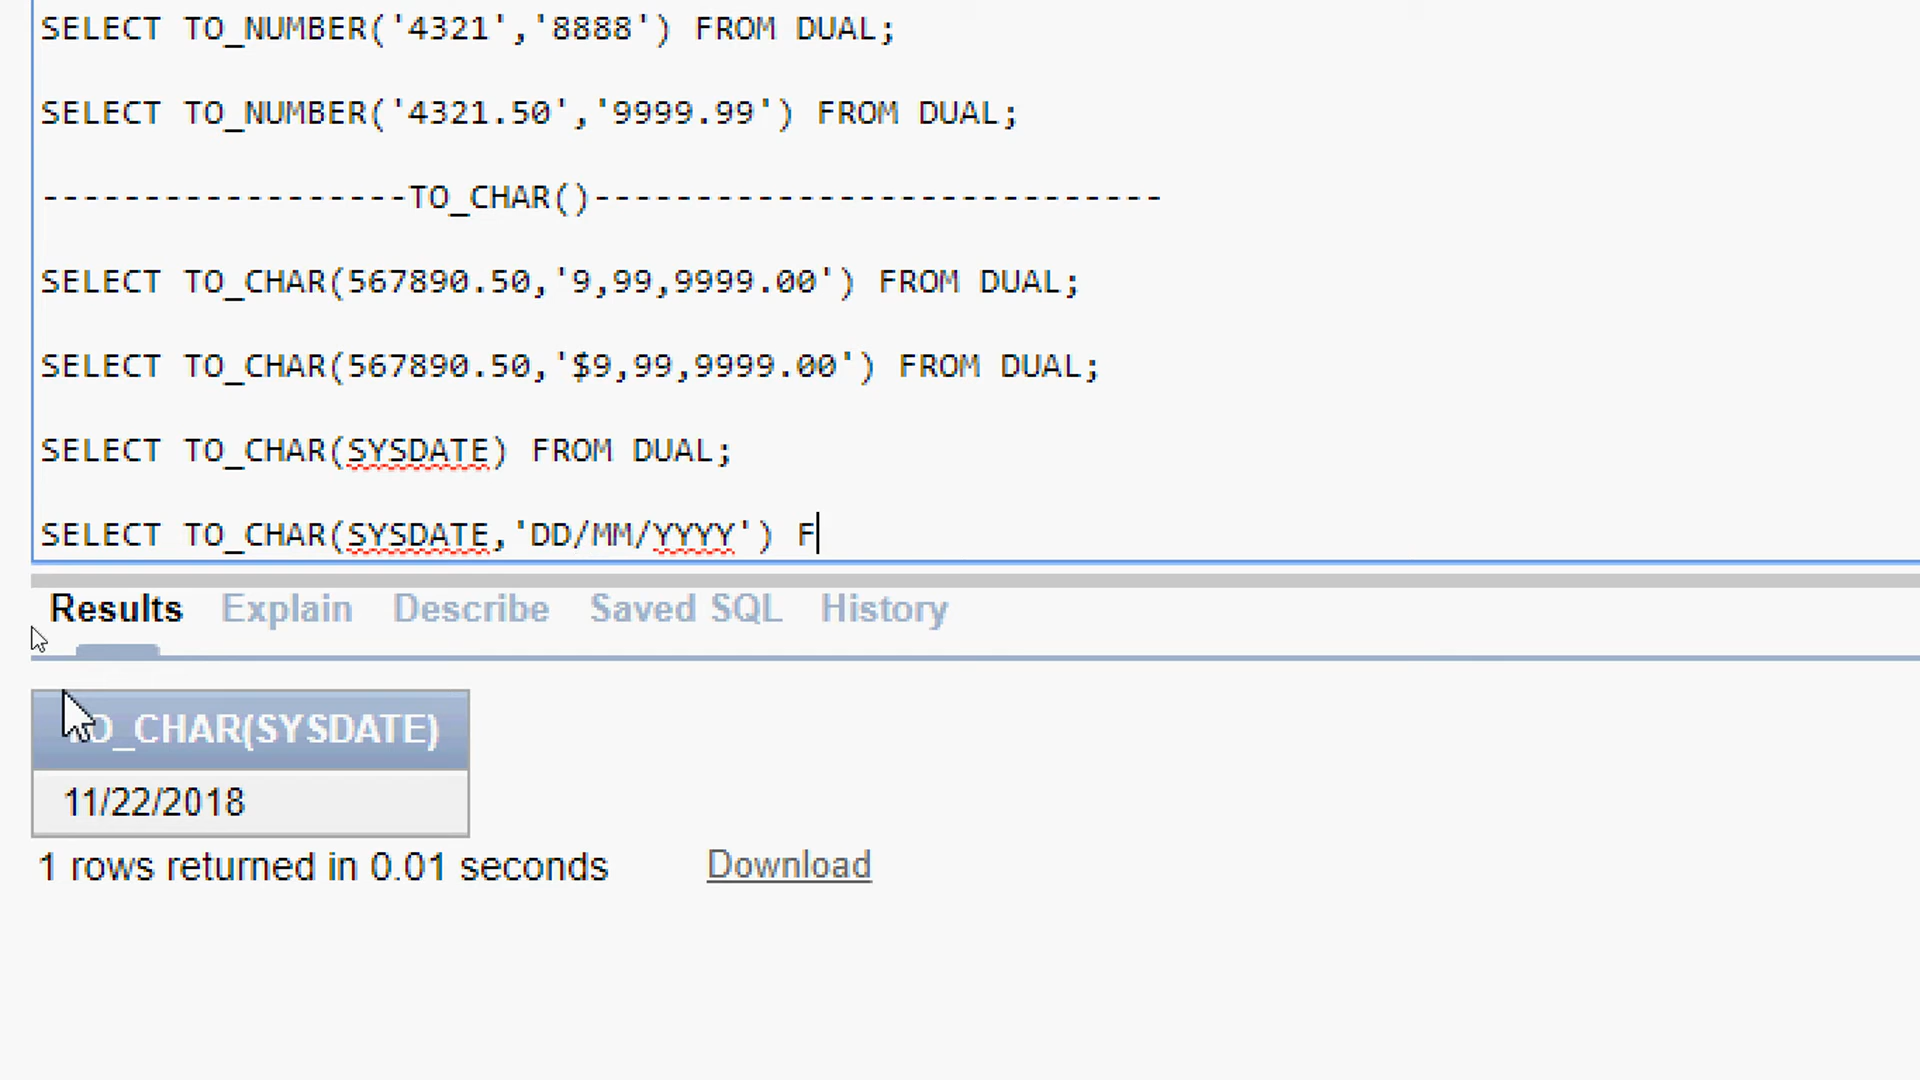 SELECT TO_NUMBER('4321','8888') FROM DUAL;
SELECT TO_NUMBER('4321.50','9999.99') FROM DUAL;
------------------TO_CHAR()----------------------------
SELECT TO_CHAR(567890.50,'9,99,9999.00') FROM DUAL;
SELECT TO_CHAR(567890.50,'$9,99,9999.00') FROM DUAL;
SELECT TO_CHAR(SYSDATE) FROM DUAL;
SELECT TO_CHAR(SYSDATE,'DD/MM/YYYY') F
Results Explain Describe Saved SQL History
TO_CHAR(SYSDATE)
11/22/2018
1 rows returned in 0.01 seconds Download